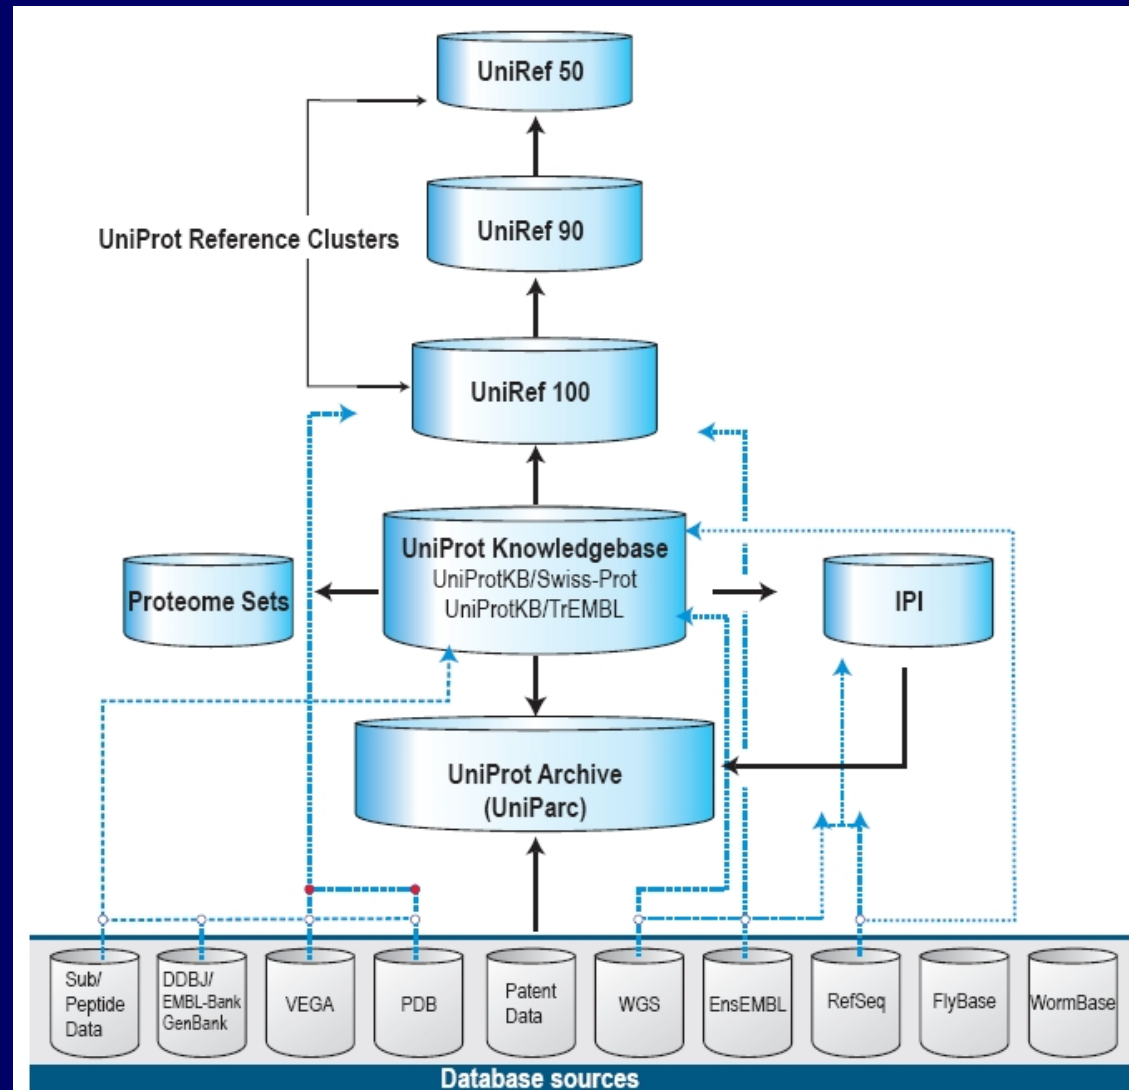 UniRef 50
UniRef 90
UniProt Reference Clusters
UniRef 100
UniProt Knowledgebase
UniProtKB/Swiss-Prot
UniProtKB/TrEMBL
Proteome Sets
IPI
UniProt Archive
(UniParc)
Sub/
Peptide
Data
DDBJ/
EMBL-Bank
GenBank
VEGA
PDB
Patent
Data
WGS
EnsEMBL
RefSeq
FlyBase
WormBase
Database sources